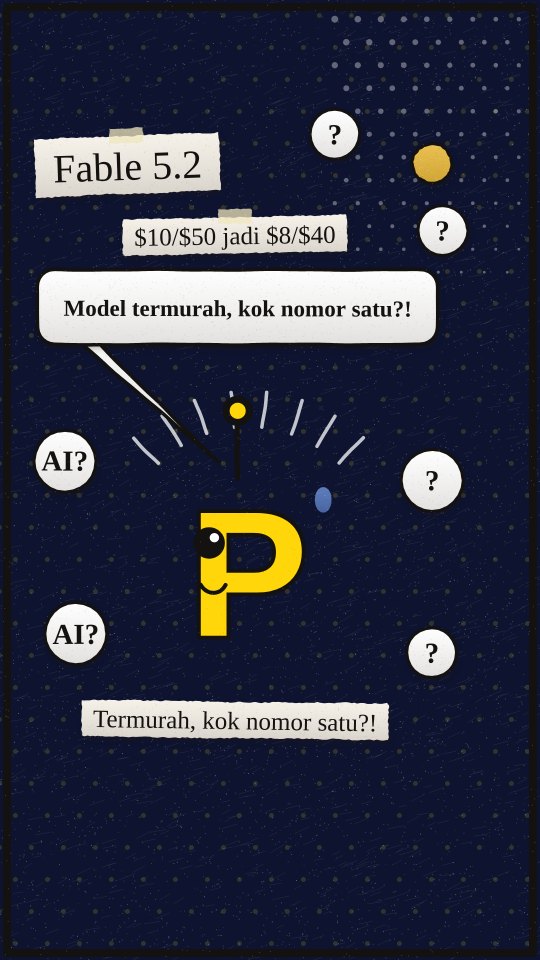 ?
Fable 5.2
?
$10/$50 jadi $8/$40
Model termurah, kok nomor satu?!
AI?
?
P
AI?
?
Termurah, kok nomor satu?!